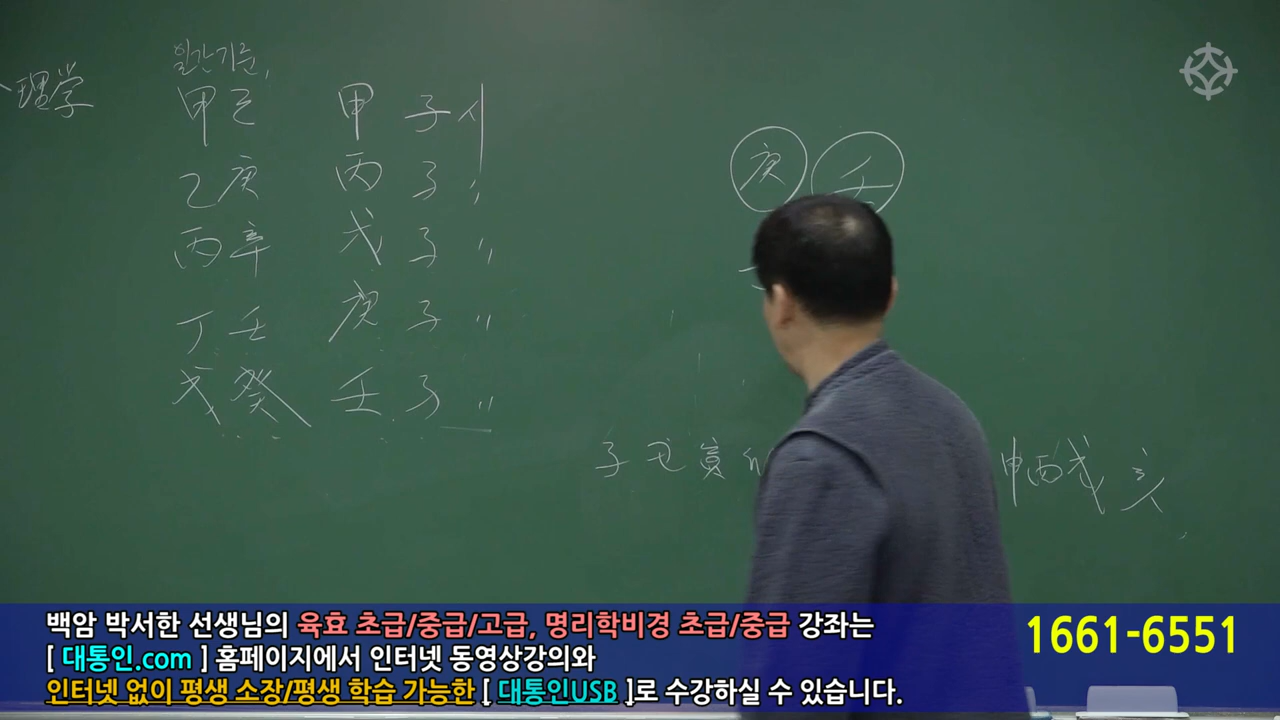 理学
일간기준,
甲己 甲 子시
乙庚 丙 子 〃
丙辛 戊 子 〃
丁壬 庚 子 〃
戊癸 壬 子 〃
庚 壬
子 丑 寅
申酉戌 亥
백암 박서한 선생님의 육효 초급/중급/고급, 명리학비경 초급/중급 강좌는
[ 대통인.com ] 홈페이지에서 인터넷 동영상강의와
인터넷 없이 평생 소장/평생 학습 가능한 [ 대통인USB ]로 수강하실 수 있습니다.
1661-6551